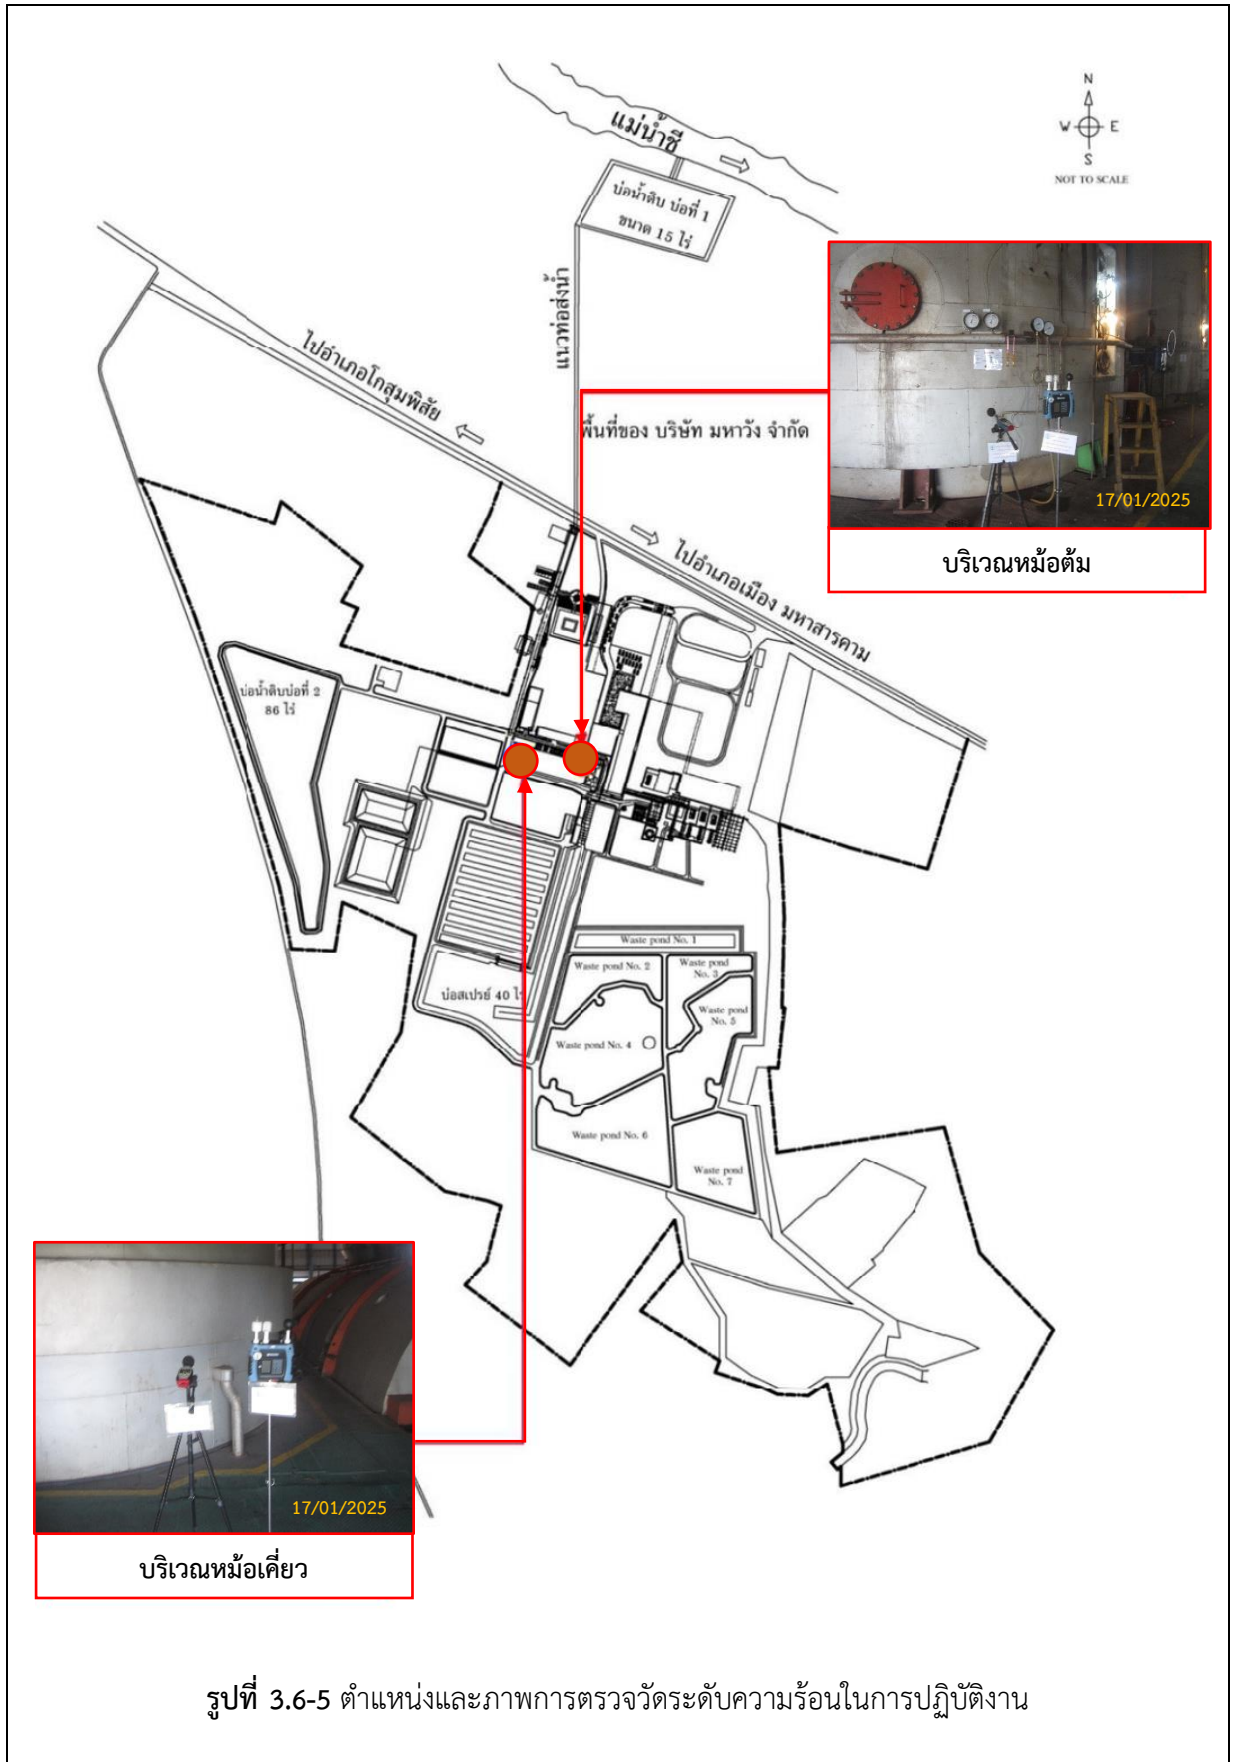 N
W E
S
NOT TO SCALE
แม่น้ำชี
บ่อน้ำดิบ บ่อที่ 1
ขนาด 15 ไร่
แนวท่อส่งน้ำ
ไปอำเภอโกสุมพิสัย
พื้นที่ของ บริษัท มหาวัง จำกัด
17/01/2025
บริเวณหม้อต้ม
ไปอำเภอเมือง มหาสารคาม
บ่อน้ำดิบบ่อที่ 2
86 ไร่
Waste pond No. 1
Waste pond No. 2
Waste pond
No. 3
บ่อสเปรย์ 40 ไร่
Waste pond
No. 5
Waste pond No. 4
Waste pond No. 6
Waste pond
No. 7
17/01/2025
บริเวณหม้อเคี่ยว
รูปที่ 3.6-5 ตำแหน่งและภาพการตรวจวัดระดับความร้อนในการปฏิบัติงาน